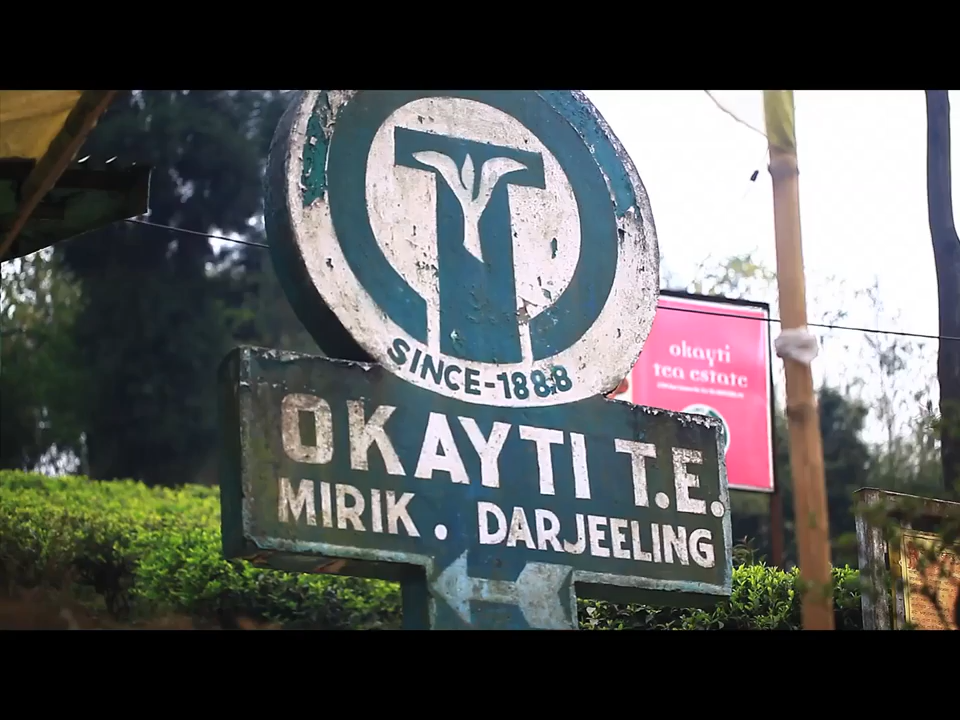 SINCE-1888
OKAYTI T.E.
MIRIK. DARJEELING
okayti
tea estate